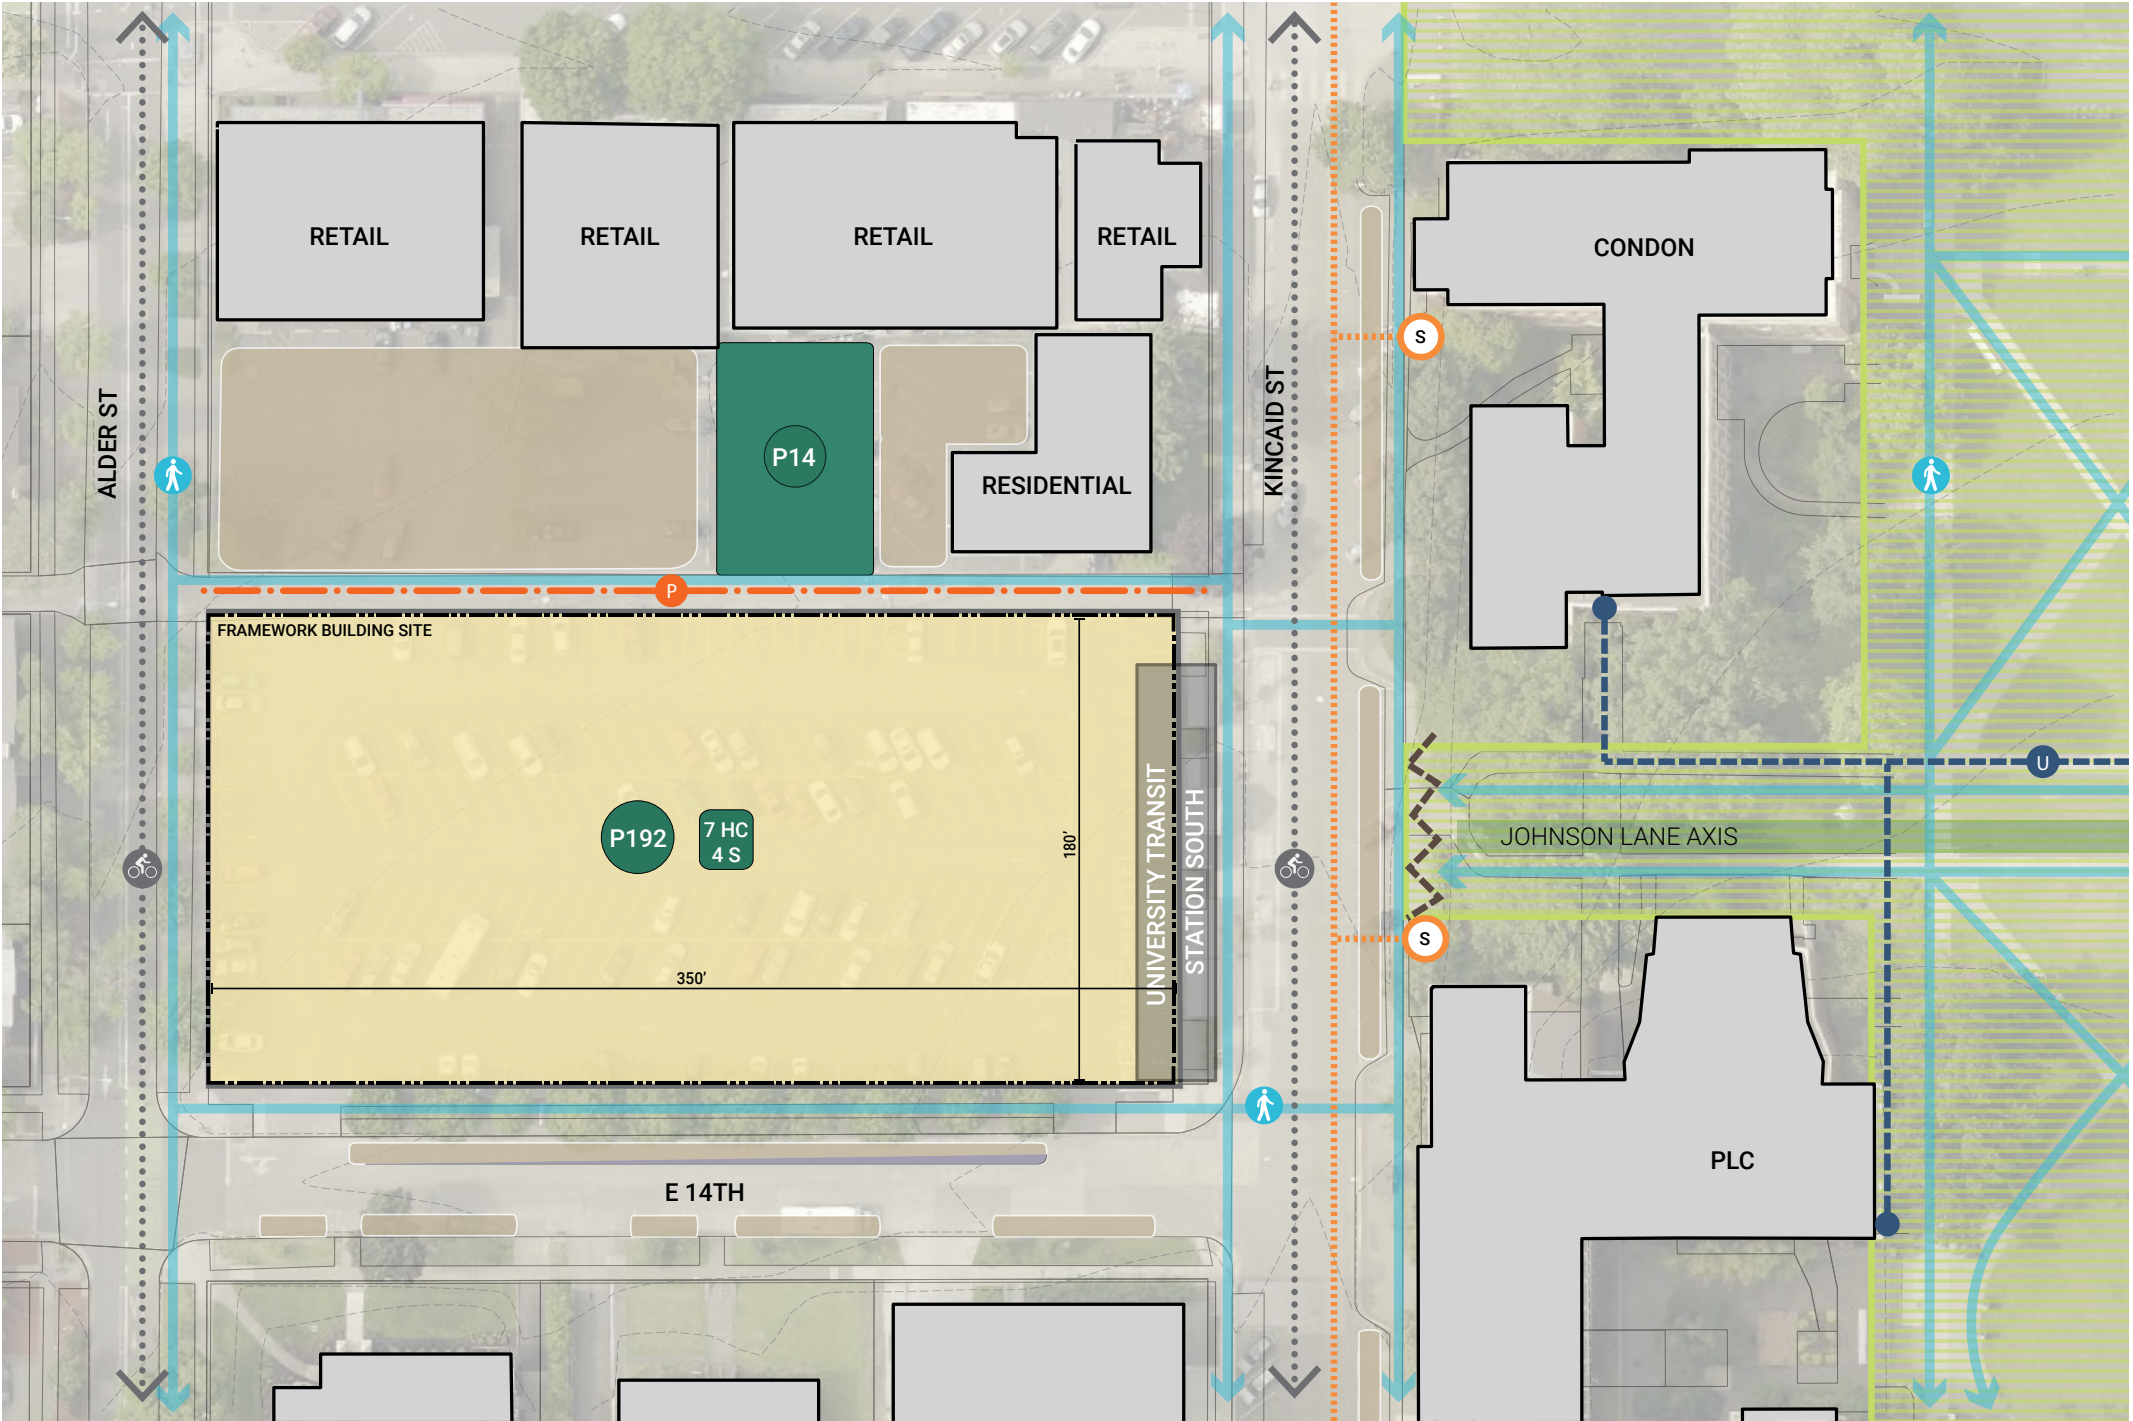 RETAIL
RETAIL
RETAIL
RETAIL
CONDON
S
ALDER ST
P14
KINCAID ST
RESIDENTIAL
P
FRAMEWORK BUILDING SITE
U
P192
7 HC
4 S
180'
UNIVERSITY TRANSIT
STATION SOUTH
JOHNSON LANE AXIS
S
350'
PLC
E 14TH